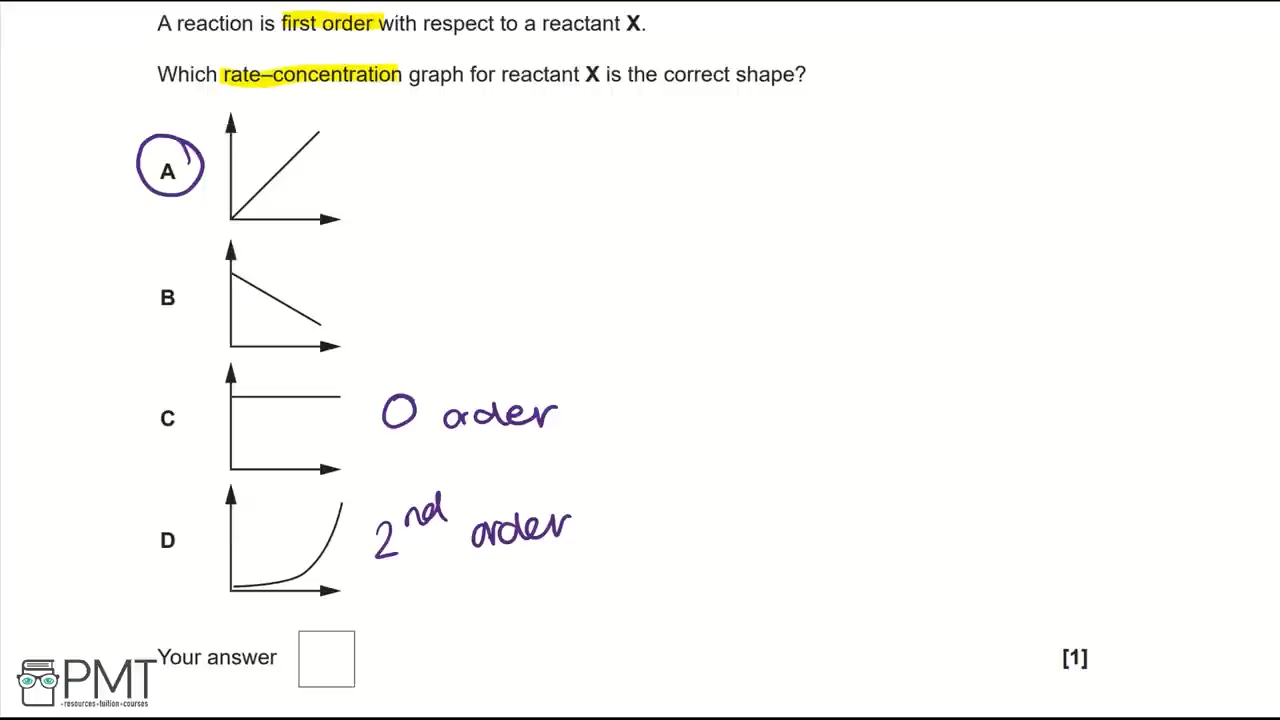 A reaction is first order with respect to a reactant X.
Which rate–concentration graph for reactant X is the correct shape?
A
B
C
0 order
D
2nd order
Your answer
[1]
PMT
resources•tuition•courses